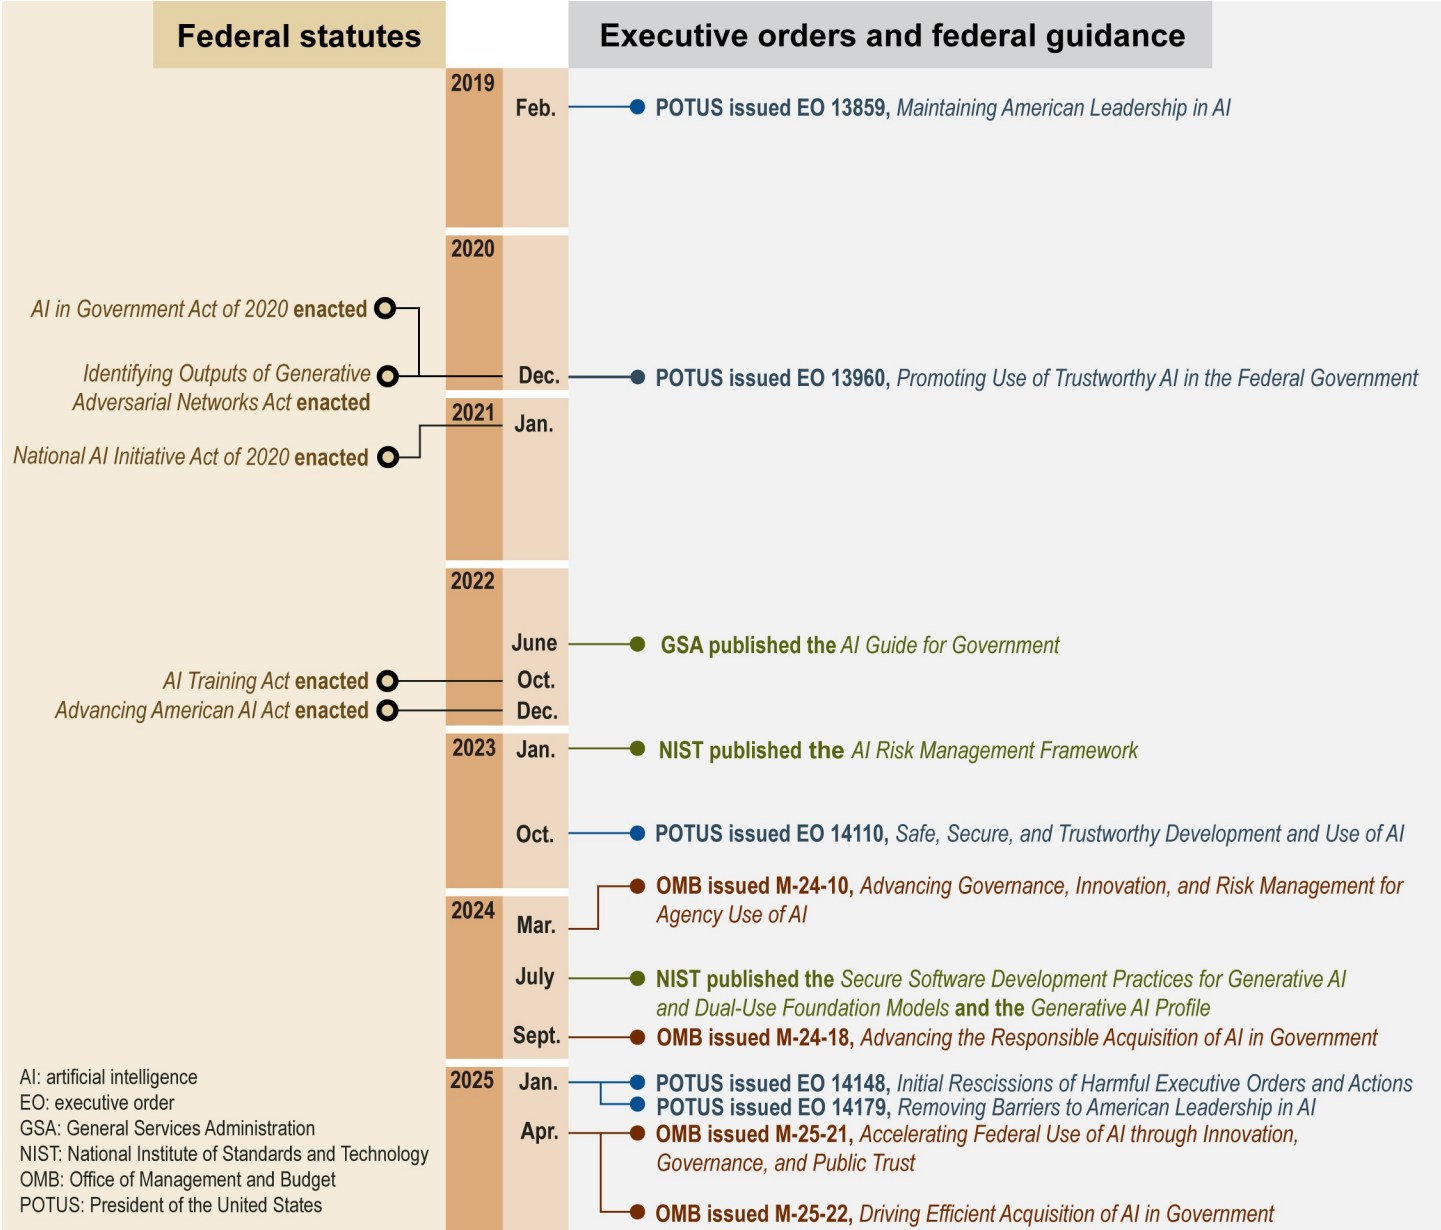 Federal statutes
Executive orders and federal guidance
2019
Feb.
POTUS issued EO 13859, Maintaining American Leadership in AI
2020
AI in Government Act of 2020 enacted
Identifying Outputs of Generative
Adversarial Networks Act enacted
Dec.
POTUS issued EO 13960, Promoting Use of Trustworthy AI in the Federal Government
2021
Jan.
National AI Initiative Act of 2020 enacted
2022
June
GSA published the AI Guide for Government
AI Training Act enacted
Oct.
Advancing American AI Act enacted
Dec.
2023
Jan.
NIST published the AI Risk Management Framework
Oct.
POTUS issued EO 14110, Safe, Secure, and Trustworthy Development and Use of AI
2024
Mar.
OMB issued M-24-10, Advancing Governance, Innovation, and Risk Management for
Agency Use of AI
July
NIST published the Secure Software Development Practices for Generative AI
and Dual-Use Foundation Models and the Generative AI Profile
Sept.
OMB issued M-24-18, Advancing the Responsible Acquisition of AI in Government
2025
Jan.
POTUS issued EO 14148, Initial Rescissions of Harmful Executive Orders and Actions
POTUS issued EO 14179, Removing Barriers to American Leadership in AI
Apr.
OMB issued M-25-21, Accelerating Federal Use of AI through Innovation,
Governance, and Public Trust
OMB issued M-25-22, Driving Efficient Acquisition of AI in Government
AI: artificial intelligence
EO: executive order
GSA: General Services Administration
NIST: National Institute of Standards and Technology
OMB: Office of Management and Budget
POTUS: President of the United States